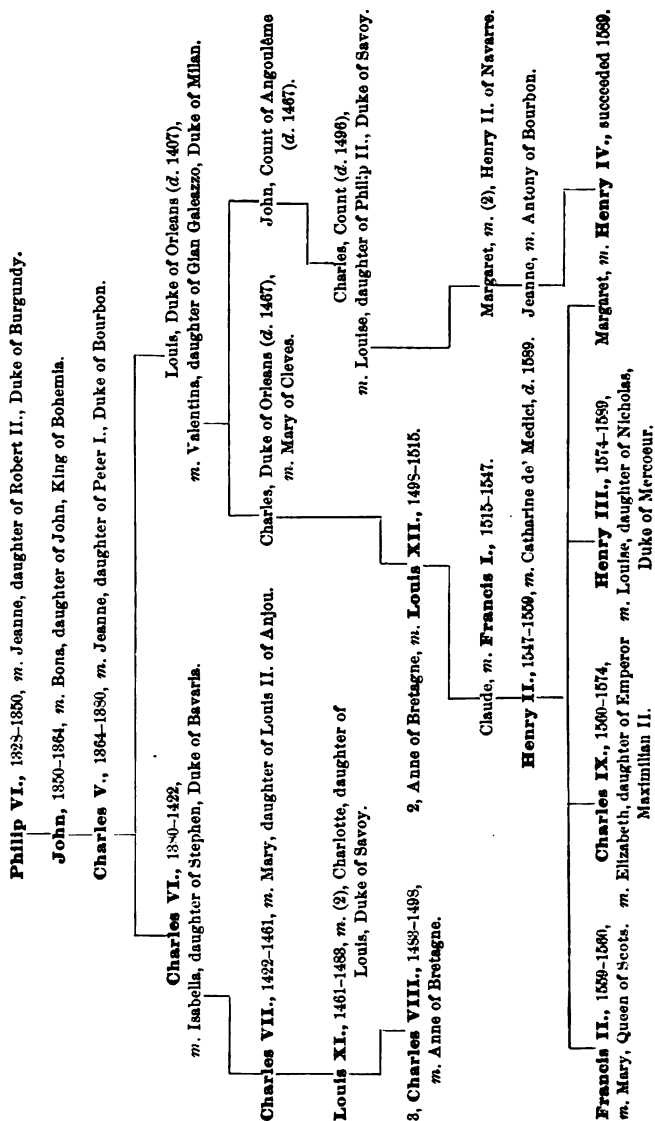 Philip VI., 1328–1350, m. Jeanne, daughter of Robert II., Duke of Burgundy.
John, 1350–1364, m. Bona, daughter of John, King of Bohemia.
Charles V., 1364–1380, m. Jeanne, daughter of Peter I., Duke of Bourbon.
Charles VI., 1380–1422,
m. Isabella, daughter of Stephen, Duke of Bavaria.
Louis, Duke of Orleans (d. 1407),
m. Valentina, daughter of Gian Galeazzo, Duke of Milan.
Charles VII., 1422–1461, m. Mary, daughter of Louis II. of Anjou.
Charles, Duke of Orleans (d. 1467),
m. Mary of Cleves.
John, Count of Angoulême
(d. 1467).
Louis XI., 1461–1483, m. (2), Charlotte, daughter of
Louis, Duke of Savoy.
Charles, Count (d. 1496),
m. Louise, daughter of Philip II., Duke of Savoy.
3, Charles VIII., 1483–1498,
m. Anne of Bretagne.
2, Anne of Bretagne, m. Louis XII., 1498–1515.
Claude, m. Francis I., 1515–1547.
Margaret, m. (2), Henry II. of Navarre.
Henry II., 1547–1559, m. Catharine de' Medici, d. 1589.
Jeanne, m. Antony of Bourbon.
Francis II., 1559–1560,
m. Mary, Queen of Scots.
Charles IX., 1560–1574,
m. Elizabeth, daughter of Emperor
Maximilian II.
Henry III., 1574–1589,
m. Louise, daughter of Nicholas,
Duke of Mercoeur.
Margaret, m. Henry IV., succeeded 1589.